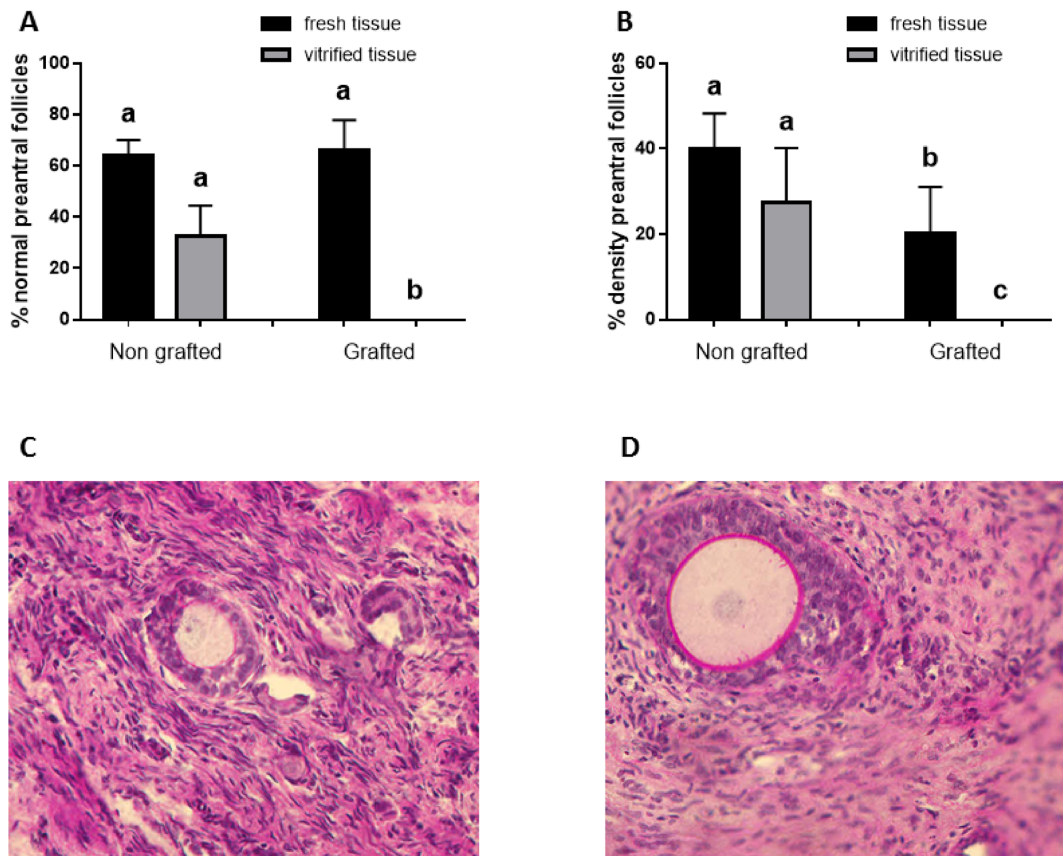 A
fresh tissue
vitrified tissue
% normal preantral follicles
100
80
60
40
20
0
a
a
a
b
Non grafted
Grafted
B
fresh tissue
vitrified tissue
% density preantral follicles
60
40
20
0
a
a
b
c
Non grafted
Grafted
C
D